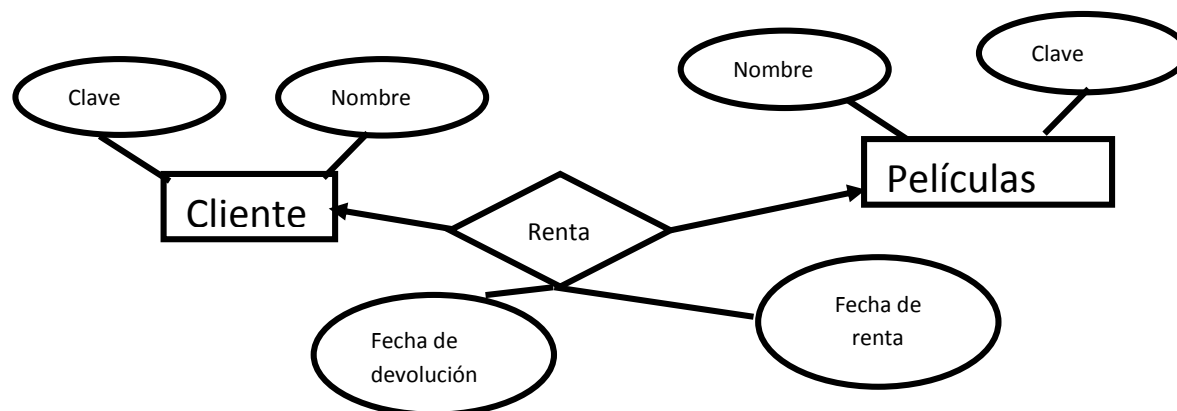 Clave
Nombre
Nombre
Clave
Cliente
Películas
Renta
Fecha de
devolución
Fecha de
renta